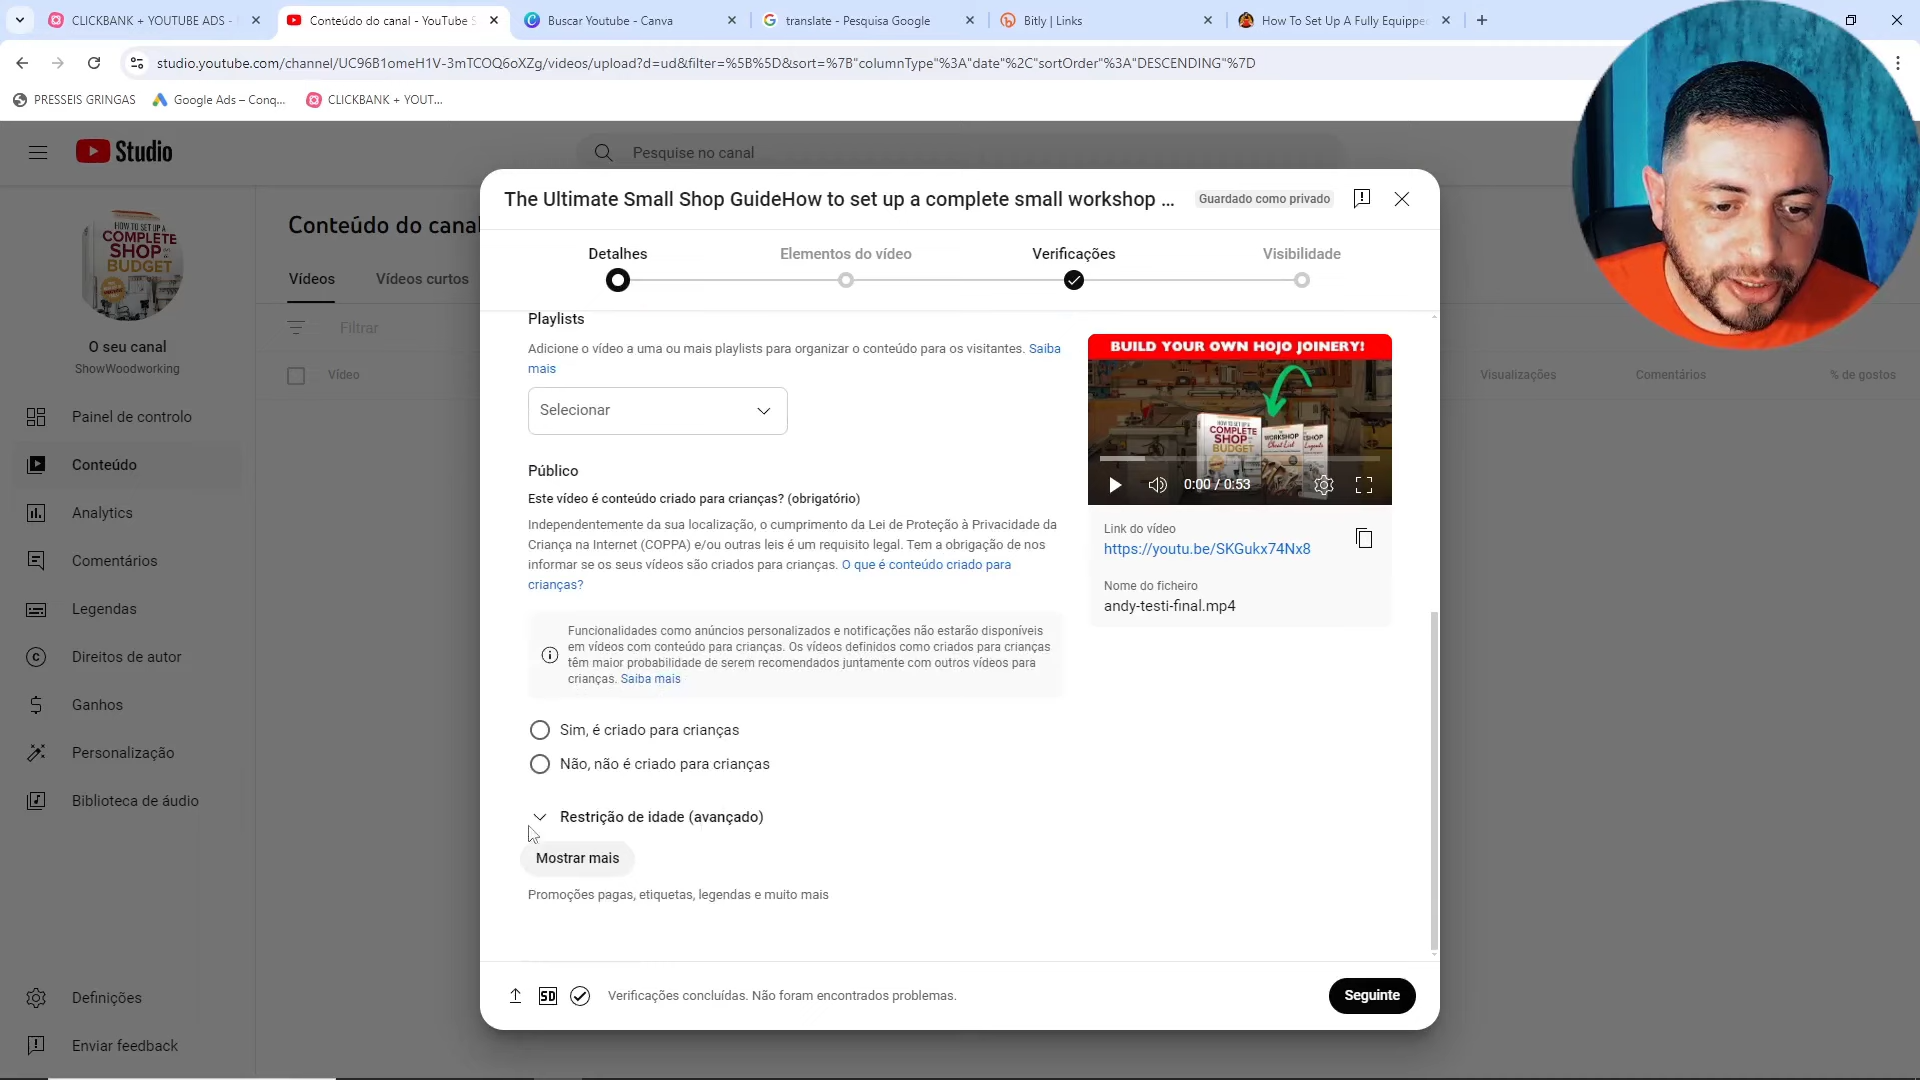 CLICKBANK + YOUTUBE ADS -
Conteúdo do canal - YouTube S
Buscar Youtube - Canva
translate - Pesquisa Google
Bitly | Links
How To Set Up A Fully Equippe
studio.youtube.com/channel/UC96B1omeH1V-3mTCOQ6oXZg/videos/upload?d=ud&filter=%5B%5D&sort=%7B"columnType"%3A"date"%2C"sortOrder"%3A"DESCENDING"%7D
PRESSEIS GRINGAS
Google Ads – Conq...
CLICKBANK + YOUT...
Studio
Pesquise no canal
HOW TO SET UP A
COMPLETE
SHOP
BUDGET
O seu canal
ShowWoodworking
Painel de controlo
Conteúdo
Analytics
Comentários
Legendas
Direitos de autor
Ganhos
Personalização
Biblioteca de áudio
Definições
Enviar feedback
Conteúdo do canal
Vídeos
Vídeos curtos
Filtrar
Vídeo
Visualizações
Comentários
% de gostos
The Ultimate Small Shop GuideHow to set up a complete small workshop ...
Guardado como privado
Detalhes
Elementos do vídeo
Verificações
Visibilidade
Playlists
Adicione o vídeo a uma ou mais playlists para organizar o conteúdo para os visitantes. Saiba
mais
Selecionar
Público
Este vídeo é conteúdo criado para crianças? (obrigatório)
Independentemente da sua localização, o cumprimento da Lei de Proteção à Privacidade da
Criança na Internet (COPPA) e/ou outras leis é um requisito legal. Tem a obrigação de nos
informar se os seus vídeos são criados para crianças. O que é conteúdo criado para
crianças?
Funcionalidades como anúncios personalizados e notificações não estarão disponíveis
em vídeos com conteúdo para crianças. Os vídeos definidos como criados para crianças
têm maior probabilidade de serem recomendados juntamente com outros vídeos para
crianças. Saiba mais
Sim, é criado para crianças
Não, não é criado para crianças
Restrição de idade (avançado)
Mostrar mais
Promoções pagas, etiquetas, legendas e muito mais
BUILD YOUR OWN HOJO JOINERY!
COMPLETE
SHOP
BUDGET
WORKSHOP
0:00 / 0:53
Link do vídeo
https://youtu.be/SKGukx74Nx8
Nome do ficheiro
andy-testi-final.mp4
SD
Verificações concluídas. Não foram encontrados problemas.
Seguinte